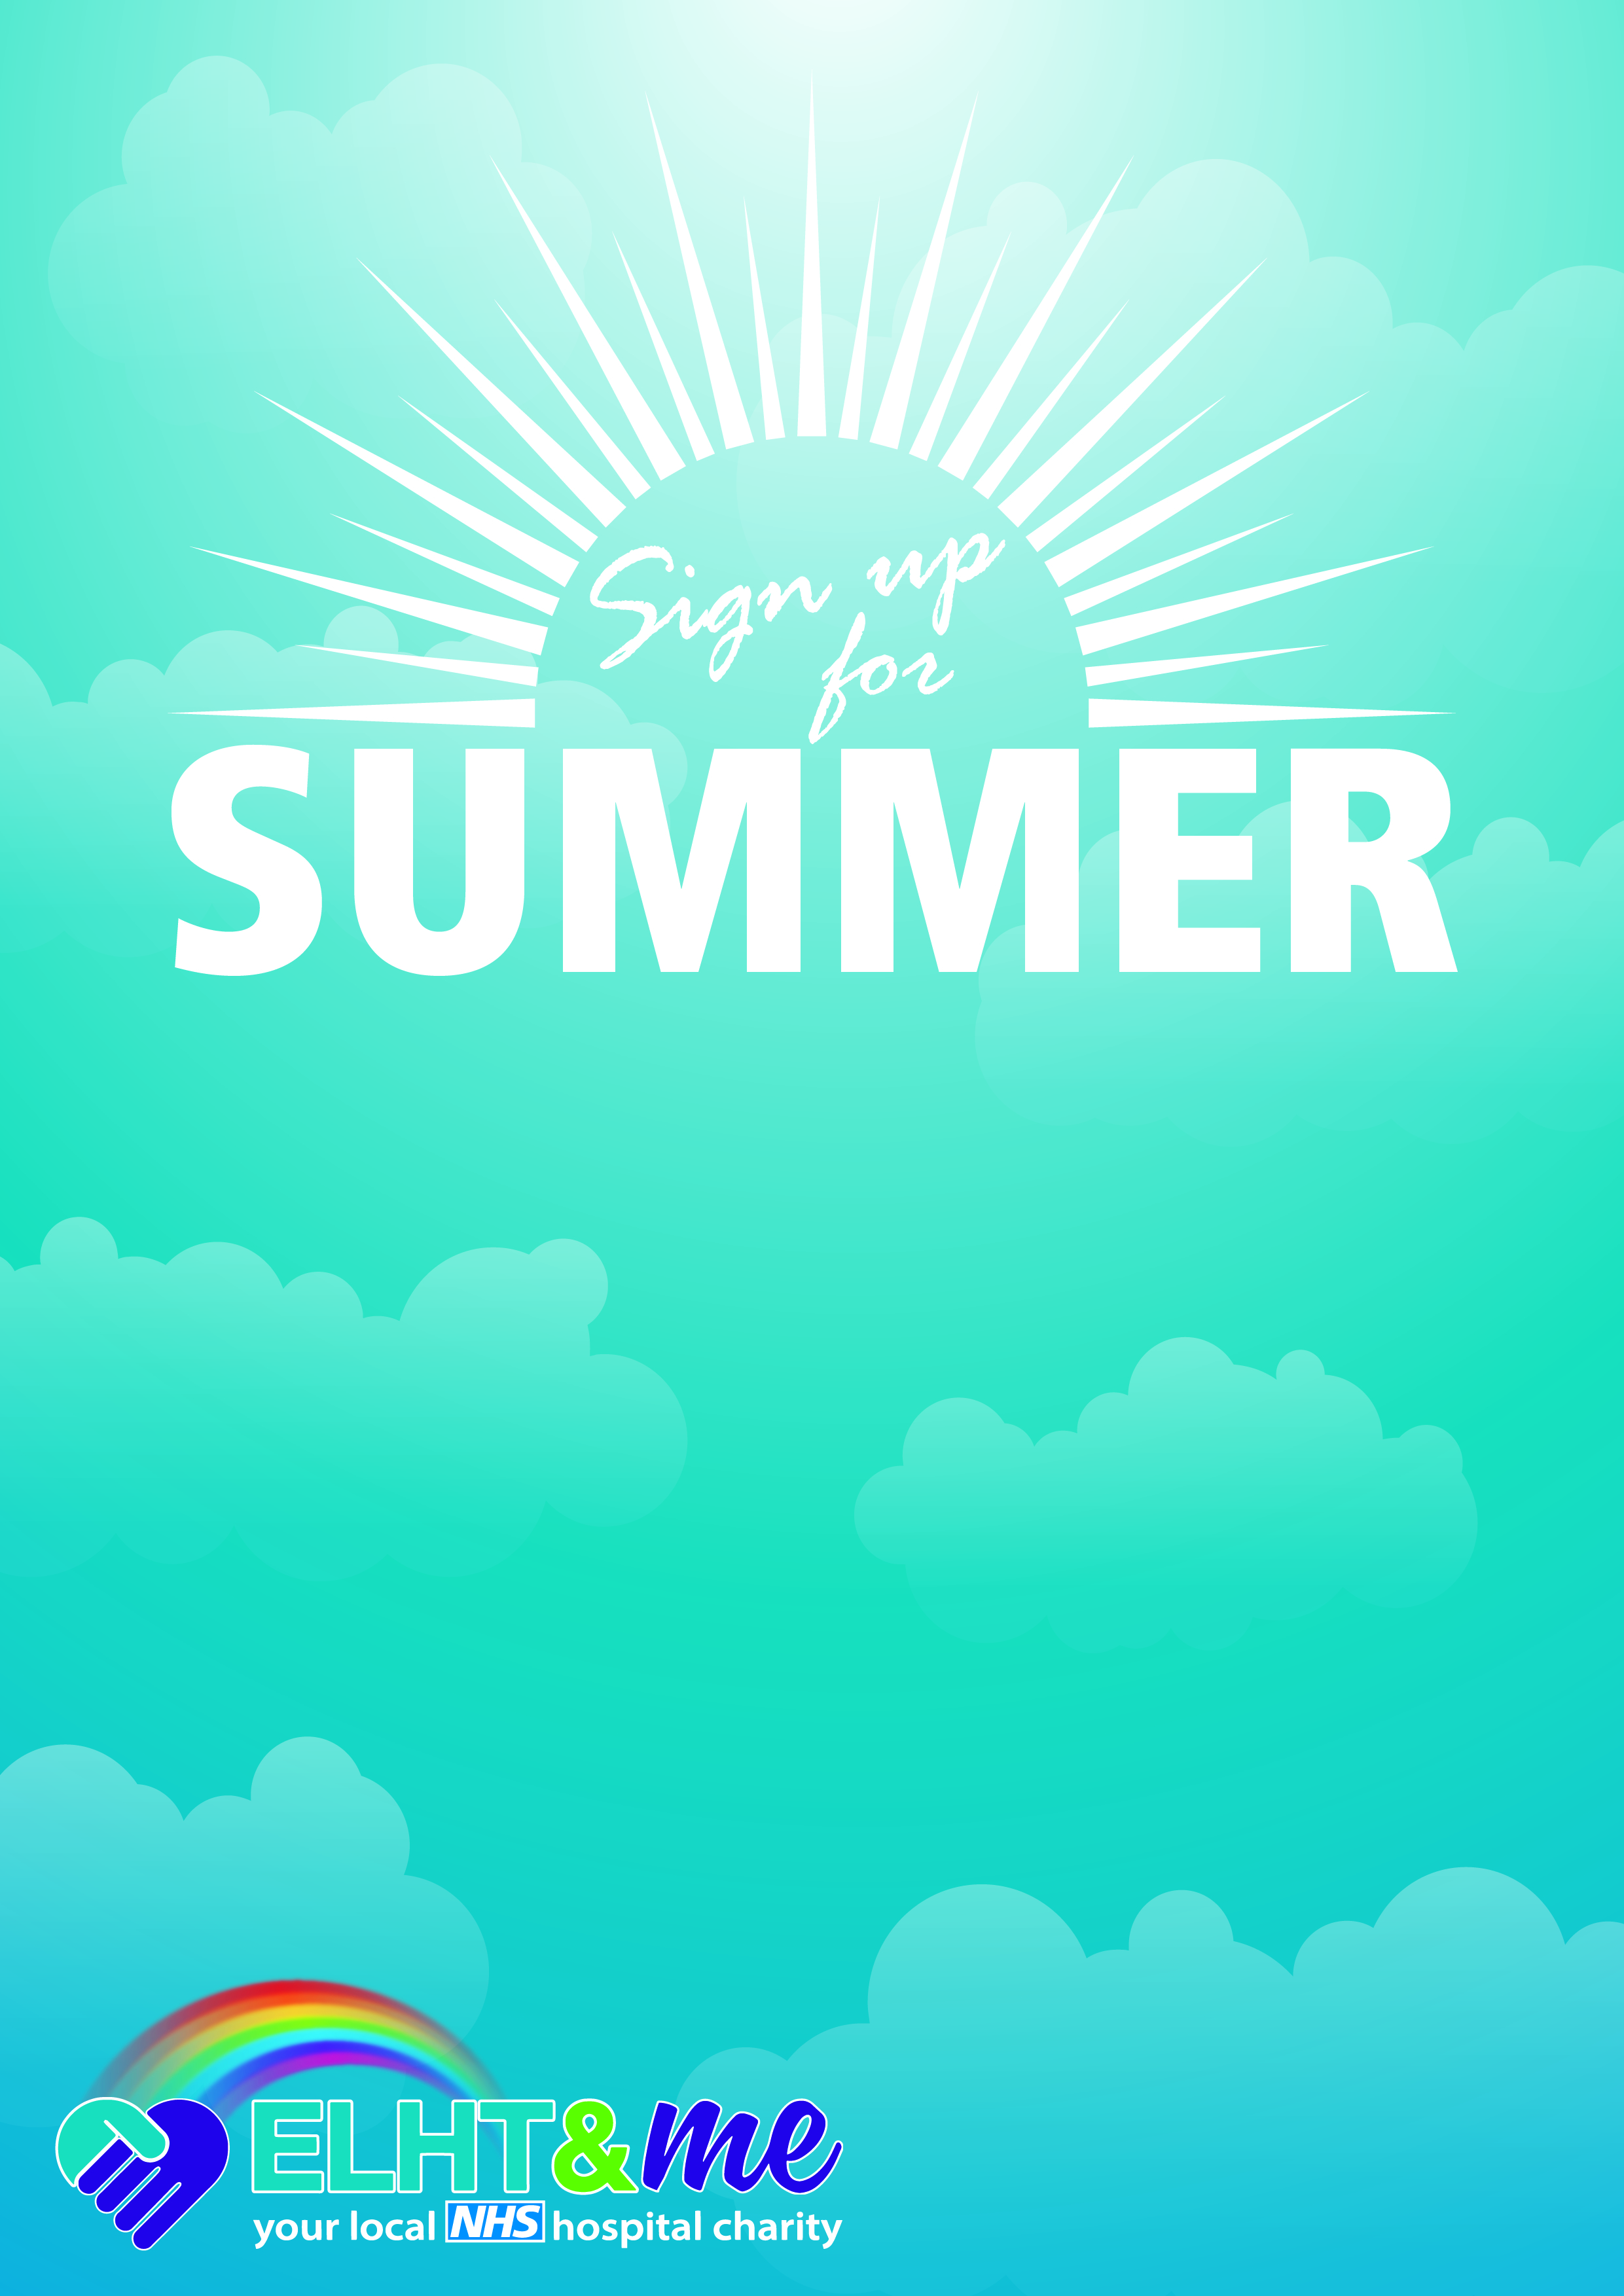 Sign up
for
SUMMER
ELHT&me
your local NHS hospital charity